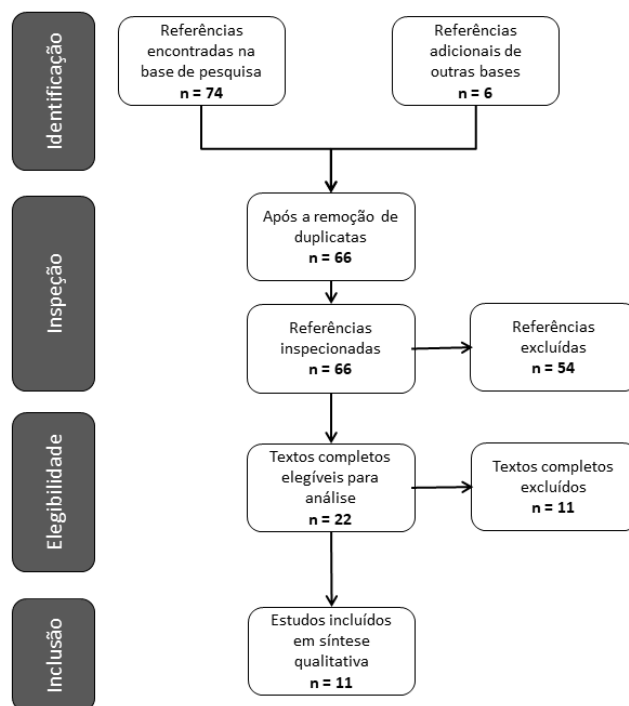 Identificação
Referências
encontradas na
base de pesquisa
n = 74
Referências
adicionais de
outras bases
n = 6
Inspeção
Após a remoção de
duplicatas
n = 66
Referências
inspecionadas
n = 66
Referências
excluídas
n = 54
Elegibilidade
Textos completos
elegíveis para
análise
n = 22
Textos completos
excluídos
n = 11
Inclusão
Estudos incluídos
em síntese
qualitativa
n = 11